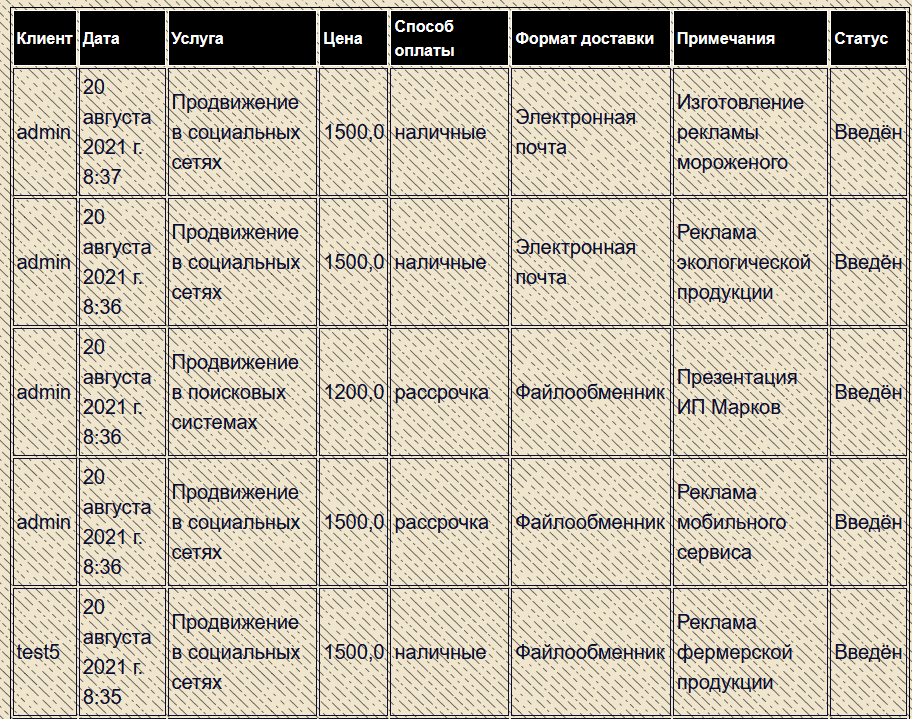 Клиент Дата Услуга Цена Способ оплаты Формат доставки Примечания Статус
admin 20 августа 2021 г. 8:37 Продвижение в социальных сетях 1500,0 наличные Электронная почта Изготовление рекламы мороженого Введён
admin 20 августа 2021 г. 8:36 Продвижение в социальных сетях 1500,0 наличные Электронная почта Реклама экологической продукции Введён
admin 20 августа 2021 г. 8:36 Продвижение в поисковых системах 1200,0 рассрочка Файлообменник Презентация ИП Марков Введён
admin 20 августа 2021 г. 8:36 Продвижение в социальных сетях 1500,0 рассрочка Файлообменник Реклама мобильного сервиса Введён
test5 20 августа 2021 г. 8:35 Продвижение в социальных сетях 1500,0 наличные Файлообменник Реклама фермерской продукции Введён